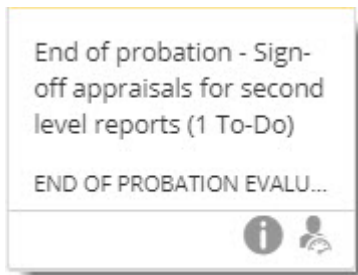 End of probation - Sign-
off appraisals for second
level reports (1 To-Do)
END OF PROBATION EVALU...